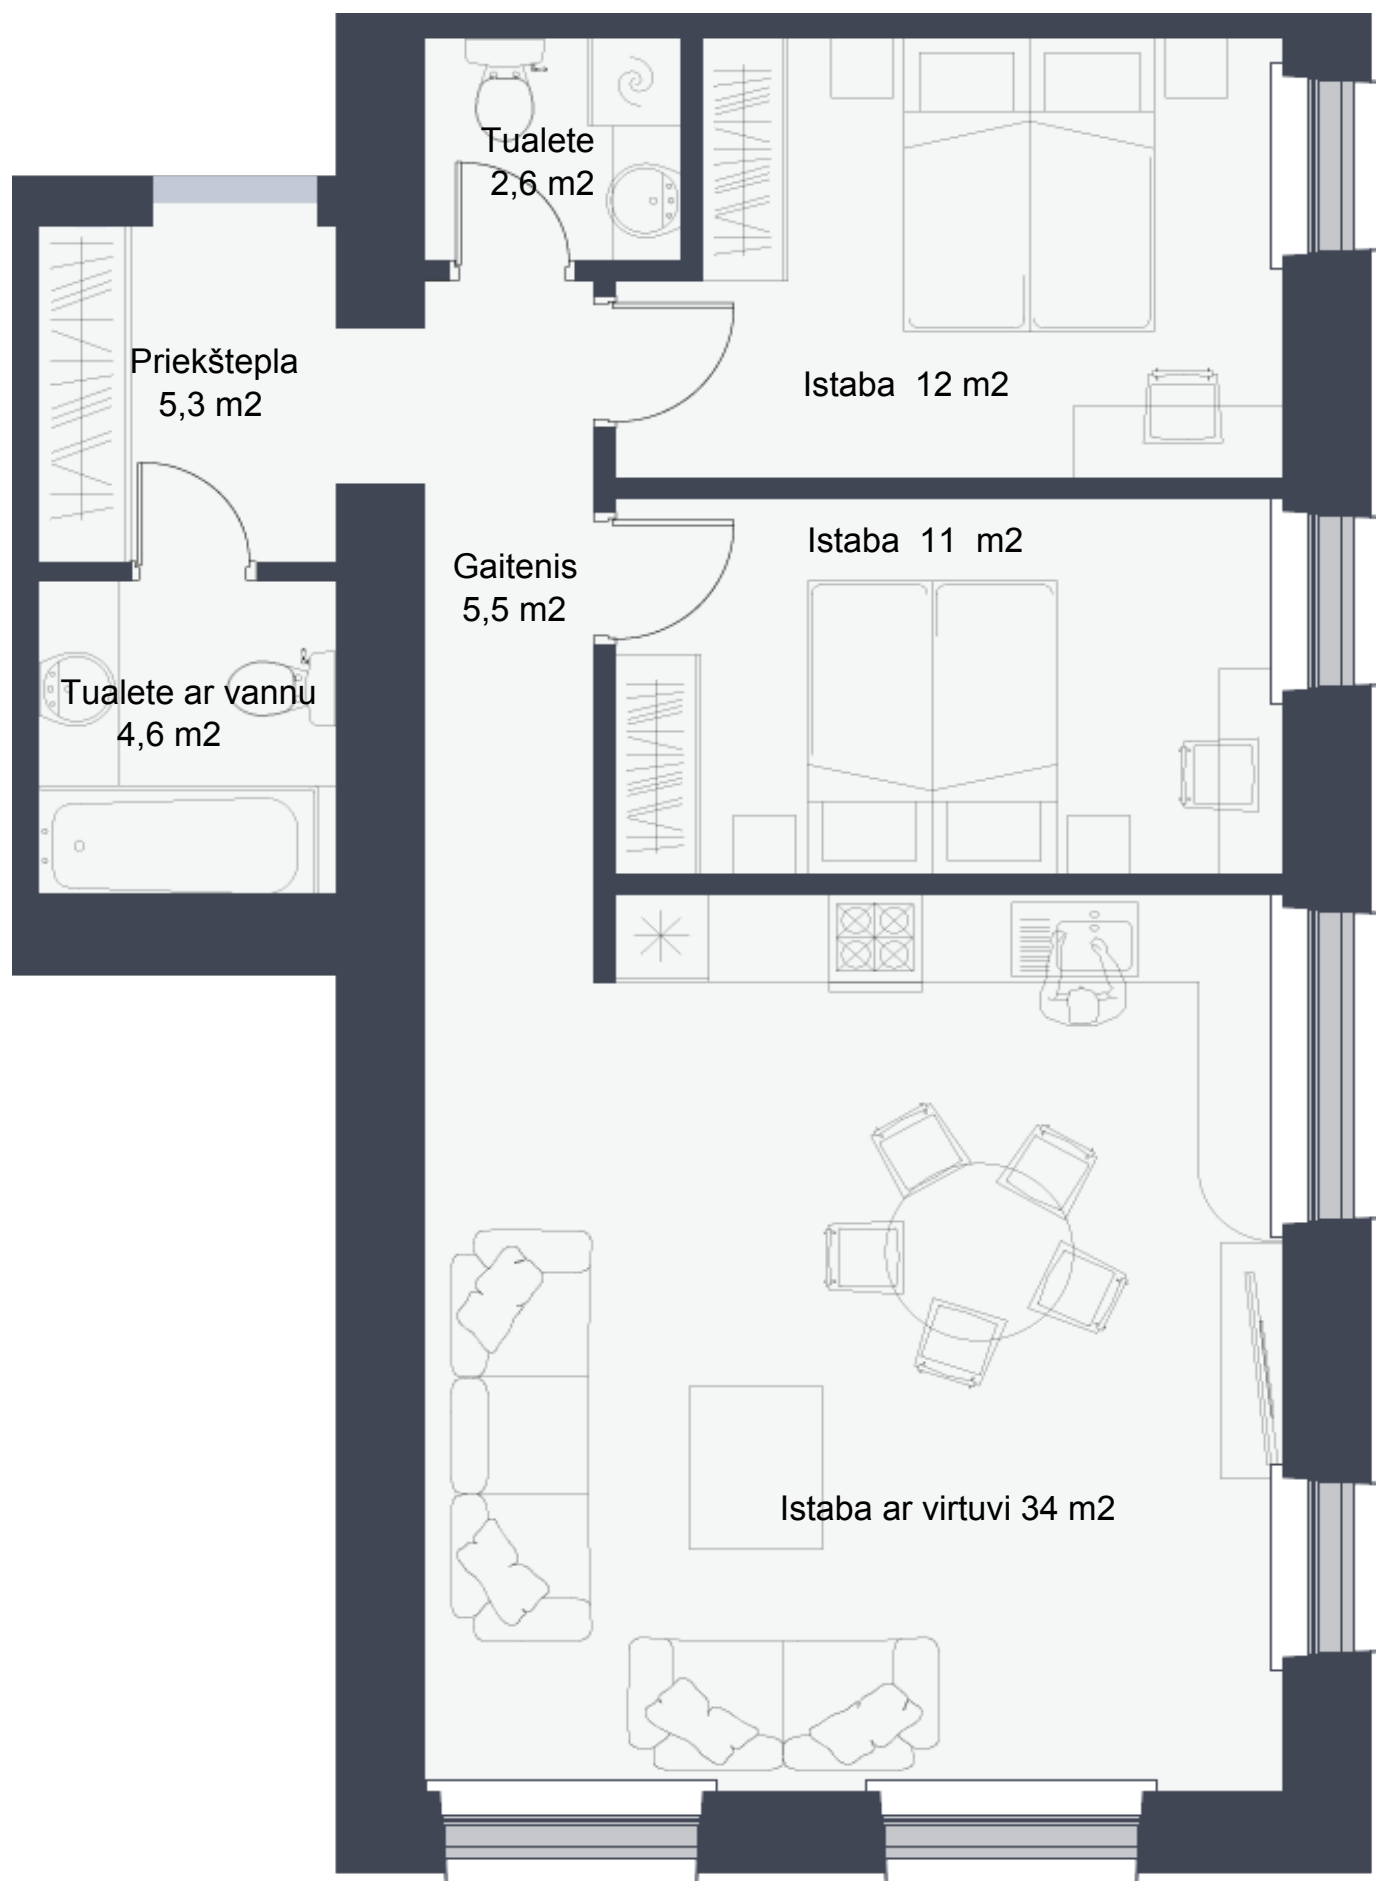 Tualete
2,6 m2
Priekštepla
5,3 m2
Istaba  12 m2
Istaba  11  m2
Gaitenis
5,5 m2
Tualete ar vannu
4,6 m2
Istaba ar virtuvi 34 m2